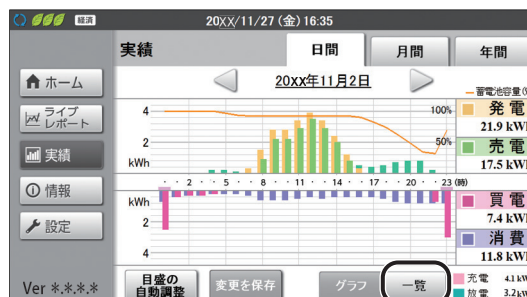 経済
20XX/11/27 (金) 16:35
実績
日間
月間
年間
ホーム
ライブ
レポート
実績
情報
設定
Ver *.*.*.*
20XX年11月2日
蓄電池容量(%
4
2
kWh
100%
50%
2 5 8 11 14 17 20 23 (時)
kWh
2
4
発電
21.9 kWh
売電
17.5 kWh
買電
7.4 kWh
消費
11.8 kWh
充電 4.1 kW
放電 3.2 kW
目盛の
自動調整
変更を保存
グラフ
一覧